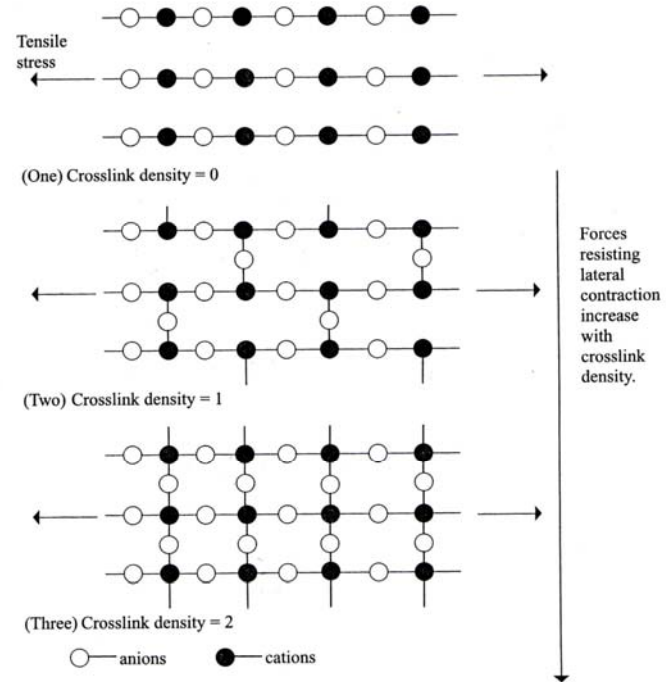 Tensile
stress
(One) Crosslink density = 0
Forces
resisting
lateral
contraction
increase
with
crosslink
density.
(Two) Crosslink density = 1
(Three) Crosslink density = 2
anions
cations